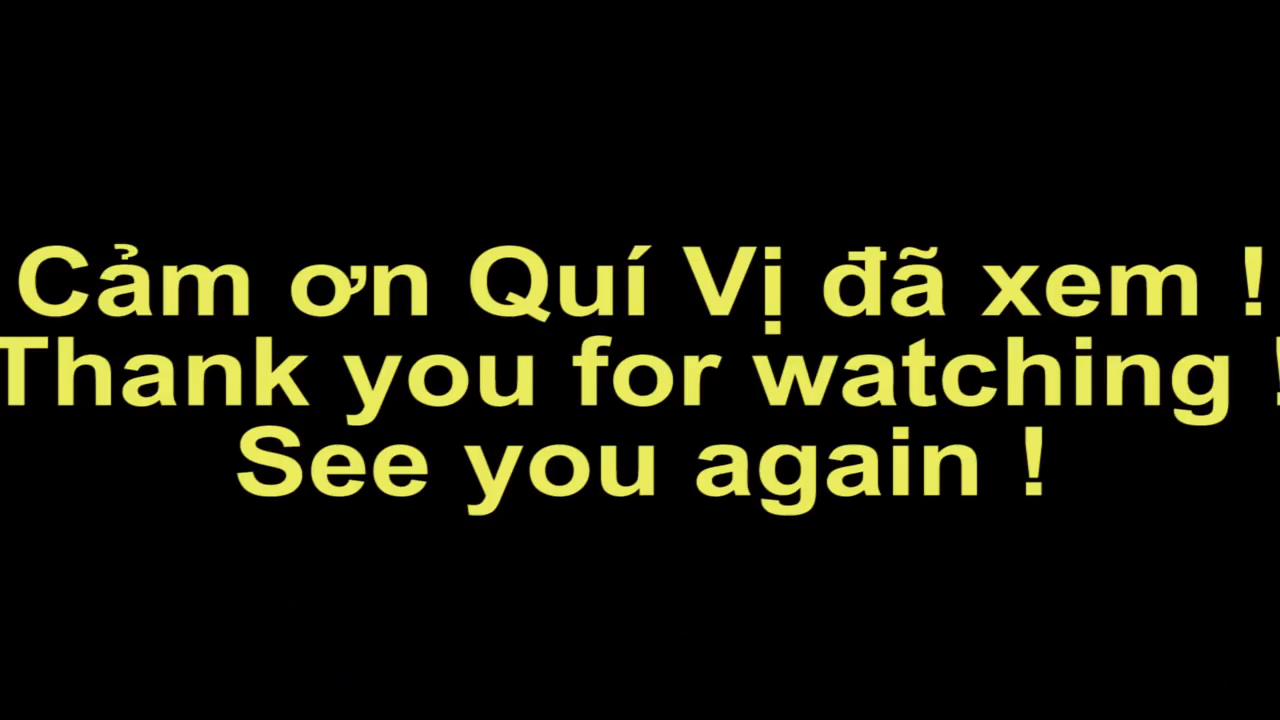 Cảm ơn Quí Vị đã xem !
Thank you for watching !
See you again !